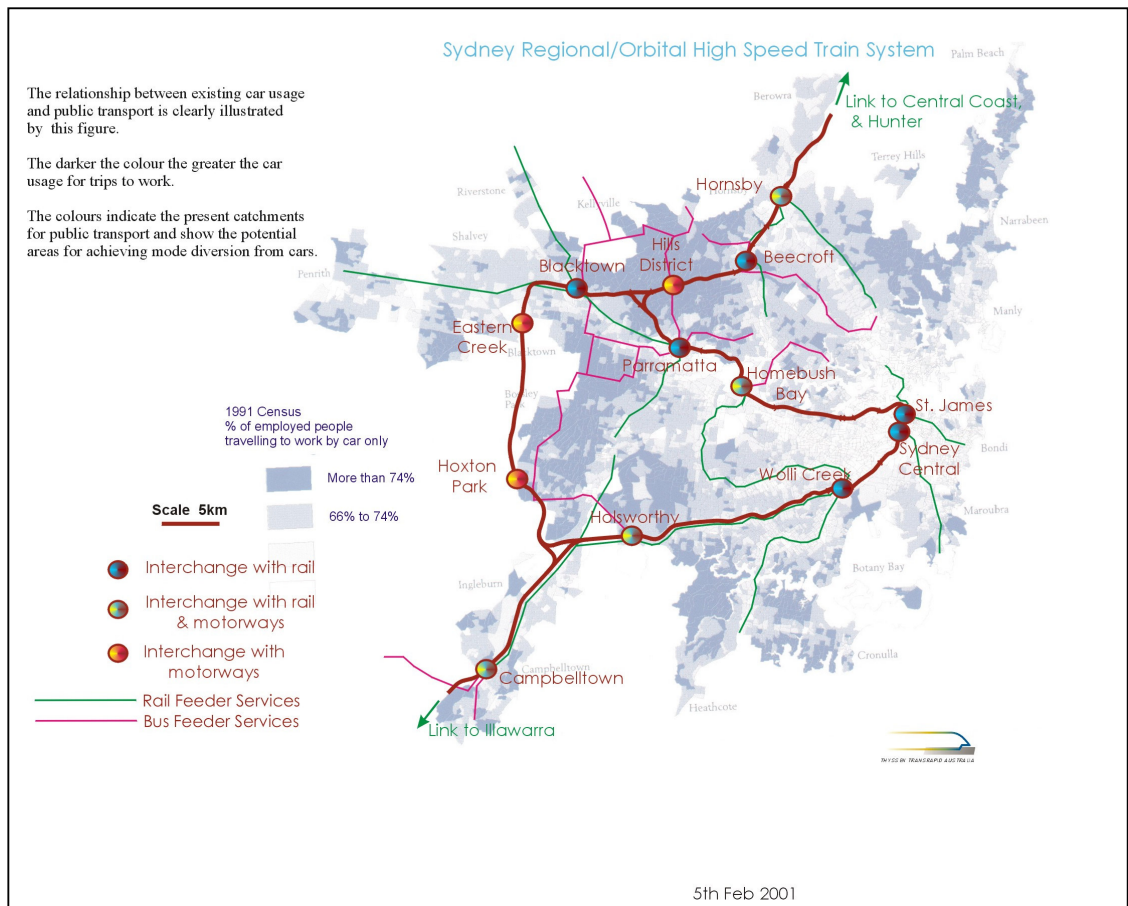 Sydney Regional/Orbital High Speed Train System
The relationship between existing car usage
and public transport is clearly illustrated
by this figure.
The darker the colour the greater the car
usage for trips to work.
The colours indicate the present catchments
for public transport and show the potential
areas for achieving mode diversion from cars.
Palm Beach
Berowra
Link to Central Coast,
& Hunter
Terrey Hills
Hornsby
Hornsby
Riverstone
Kellyville
Narrabeen
Shalvey
Hills
District
Beecroft
Blacktown
Penrith
Manly
Eastern
Creek
Blacktown
Parramatta
Homebush
Bay
St. James
Sydney
Central
Bondi
1991 Census
% of employed people
travelling to work by car only
More than 74%
66% to 74%
Hoxton
Park
Wolli Creek
Scale 5km
Maroubra
Holsworthy
Interchange with rail
Botany Bay
Ingleburn
Interchange with rail
& motorways
Interchange with
motorways
Cronulla
Campbelltown
Campbelltown
Rail Feeder Services
Bus Feeder Services
Heathcote
Link to Illawarra
THYSSEN TRANSRAPID AUSTRALIA
5th Feb 2001